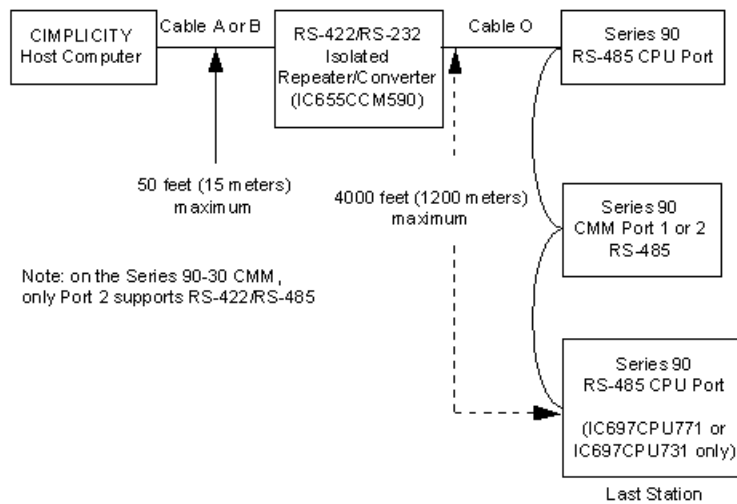 CIMPLICITY
Host Computer
Cable A or B
RS-422/RS-232
Isolated
Repeater/Converter
(IC655CCM590)
Cable O
Series 90
RS-485 CPU Port
50 feet (15 meters)
maximum
4000 feet (1200 meters)
maximum
Series 90
CMM Port 1 or 2
RS-485
Note: on the Series 90-30 CMM,
only Port 2 supports RS-422/RS-485
Series 90
RS-485 CPU Port
(IC697CPU771 or
IC697CPU731 only)
Last Station